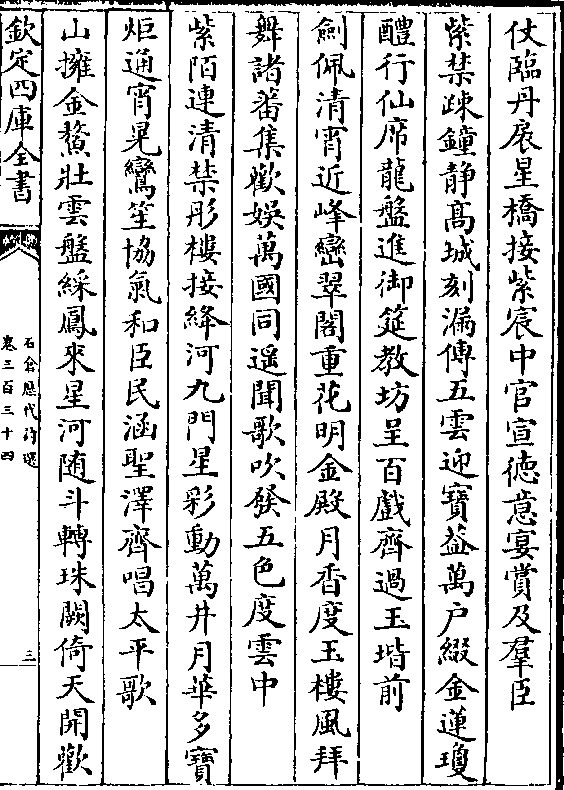 仗臨丹扆星橋接紫宸中官宣徳意宴賞及羣臣
紫禁疎鐘静髙城刻漏傳五雲迎寶葢萬户綴金蓮瓊
醴行仙席龍盤進御筵教坊呈百戲齊過玉堦前
劍佩清宵近峰巒翠閣重花明金殿月香度玉樓風拜
舞諸蕃集歡娱萬國同遥聞歌吹發五色度雲中
紫陌連清禁彤樓接絳河九門星彩動萬井月華多寶
炬通宵晃鸞笙協氣和臣民涵聖澤齊唱太平歌
山擁金鰲壯雲盤綵鳳來星河随斗轉珠闕倚天開歡
欽定四庫全書
石倉歴代詩選
卷三百三十四
三